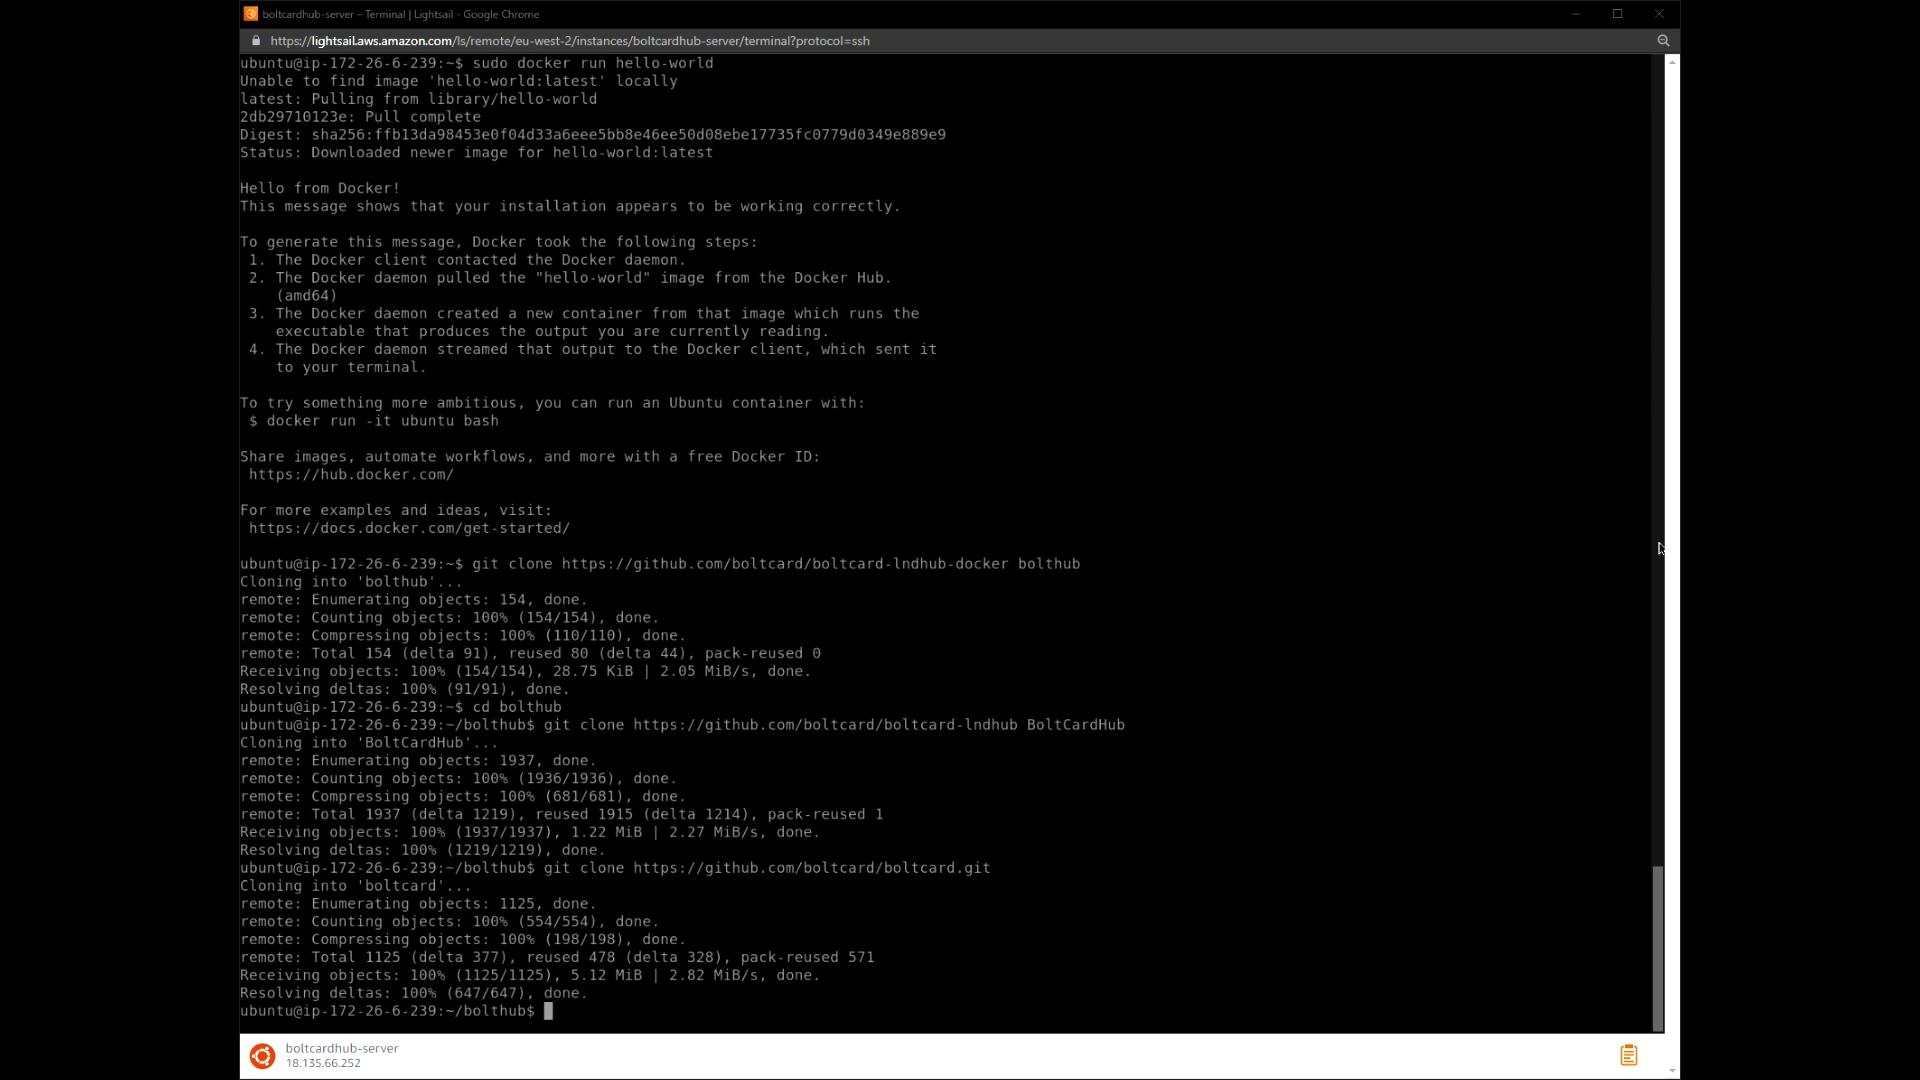 boltcardhub-server – Terminal | Lightsail - Google Chrome
https://lightsail.aws.amazon.com/ls/remote/eu-west-2/instances/boltcardhub-server/terminal?protocol=ssh
ubuntu@ip-172-26-6-239:~$ sudo docker run hello-world
Unable to find image 'hello-world:latest' locally
latest: Pulling from library/hello-world
2db29710123e: Pull complete
Digest: sha256:ffb13da98453e0f04d33a6eee5bb8e46ee50d08ebe17735fc0779d0349e889e9
Status: Downloaded newer image for hello-world:latest
Hello from Docker!
This message shows that your installation appears to be working correctly.
To generate this message, Docker took the following steps:
1. The Docker client contacted the Docker daemon.
2. The Docker daemon pulled the "hello-world" image from the Docker Hub.
(amd64)
3. The Docker daemon created a new container from that image which runs the
executable that produces the output you are currently reading.
4. The Docker daemon streamed that output to the Docker client, which sent it
to your terminal.
To try something more ambitious, you can run an Ubuntu container with:
$ docker run -it ubuntu bash
Share images, automate workflows, and more with a free Docker ID:
https://hub.docker.com/
For more examples and ideas, visit:
https://docs.docker.com/get-started/
ubuntu@ip-172-26-6-239:~$ git clone https://github.com/boltcard/boltcard-lndhub-docker bolthub
Cloning into 'bolthub'...
remote: Enumerating objects: 154, done.
remote: Counting objects: 100% (154/154), done.
remote: Compressing objects: 100% (110/110), done.
remote: Total 154 (delta 91), reused 80 (delta 44), pack-reused 0
Receiving objects: 100% (154/154), 28.75 KiB | 2.05 MiB/s, done.
Resolving deltas: 100% (91/91), done.
ubuntu@ip-172-26-6-239:~$ cd bolthub
ubuntu@ip-172-26-6-239:~/bolthub$ git clone https://github.com/boltcard/boltcard-lndhub BoltCardHub
Cloning into 'BoltCardHub'...
remote: Enumerating objects: 1937, done.
remote: Counting objects: 100% (1936/1936), done.
remote: Compressing objects: 100% (681/681), done.
remote: Total 1937 (delta 1219), reused 1915 (delta 1214), pack-reused 1
Receiving objects: 100% (1937/1937), 1.22 MiB | 2.27 MiB/s, done.
Resolving deltas: 100% (1219/1219), done.
ubuntu@ip-172-26-6-239:~/bolthub$ git clone https://github.com/boltcard/boltcard.git
Cloning into 'boltcard'...
remote: Enumerating objects: 1125, done.
remote: Counting objects: 100% (554/554), done.
remote: Compressing objects: 100% (198/198), done.
remote: Total 1125 (delta 377), reused 478 (delta 328), pack-reused 571
Receiving objects: 100% (1125/1125), 5.12 MiB | 2.82 MiB/s, done.
Resolving deltas: 100% (647/647), done.
ubuntu@ip-172-26-6-239:~/bolthub$
boltcardhub-server
18.135.66.252